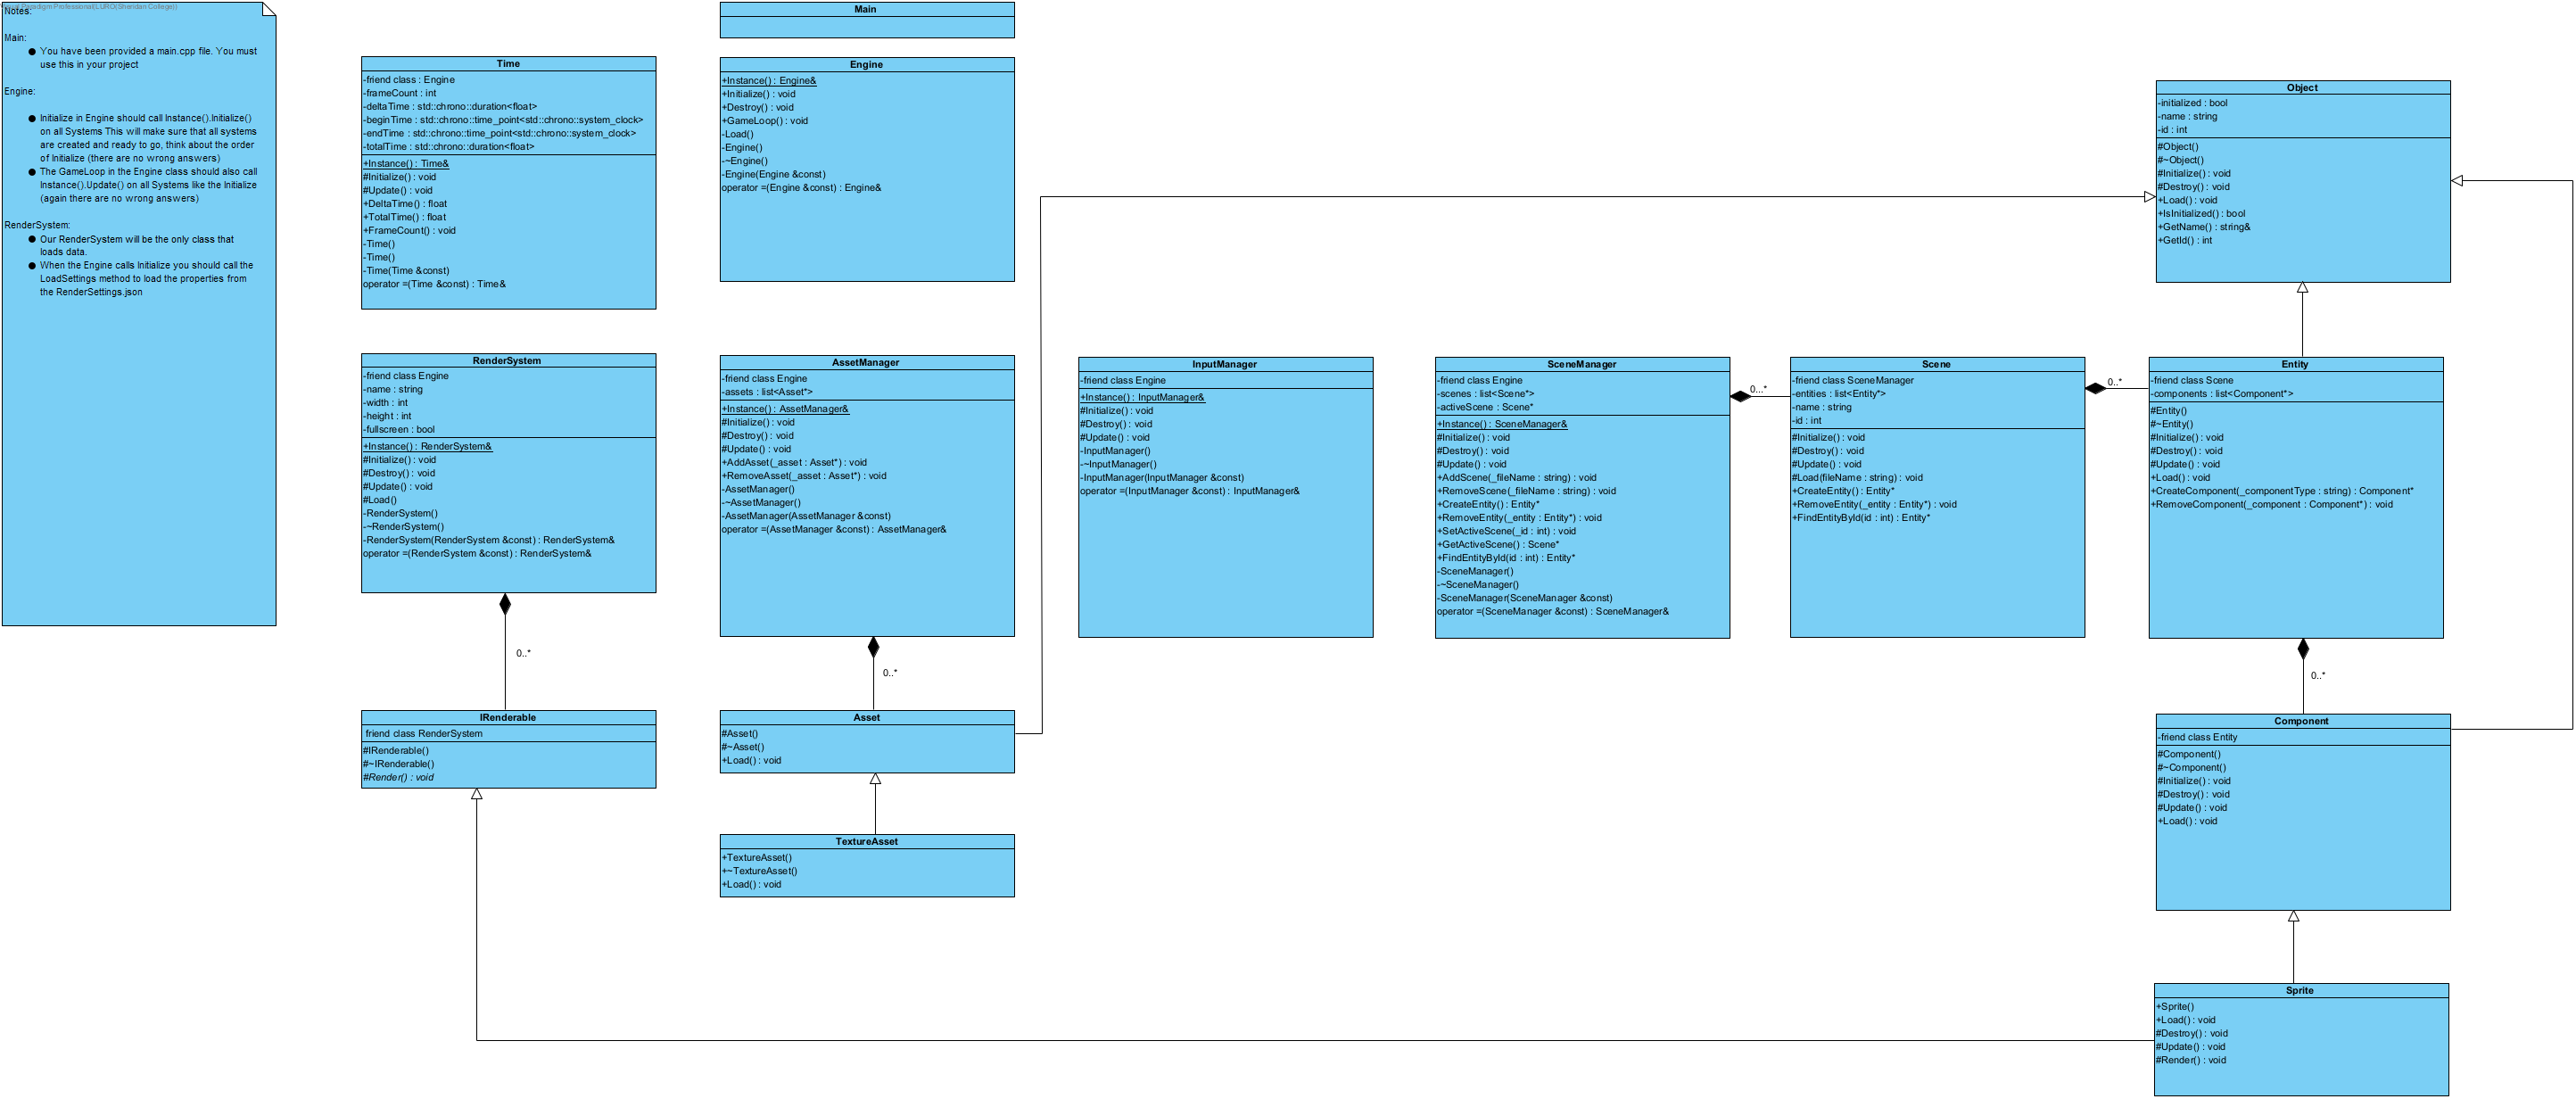 Visual Paradigm Professional(LURO(Sheridan College))
Notes:
Main:
● You have been provided a main.cpp file. You must
use this in your project
Engine:
● Initialize in Engine should call Instance().Initialize()
on all Systems This will make sure that all systems
are created and ready to go, think about the order
of Initialize (there are no wrong answers)
● The GameLoop in the Engine class should also call
Instance().Update() on all Systems like the Initialize
(again there are no wrong answers)
RenderSystem:
● Our RenderSystem will be the only class that
loads data.
● When the Engine calls Initialize you should call the
LoadSettings method to load the properties from
the RenderSettings.json
Main
Time
-friend class : Engine
-frameCount : int
-deltaTime : std::chrono::duration<float>
-beginTime : std::chrono::time_point<std::chrono::system_clock>
-endTime : std::chrono::time_point<std::chrono::system_clock>
-totalTime : std::chrono::duration<float>
+Instance() : Time&
#Initialize() : void
#Update() : void
+DeltaTime() : float
+TotalTime() : float
+FrameCount() : void
-Time()
-Time()
-Time(Time &const)
operator =(Time &const) : Time&
Engine
+Instance() : Engine&
+Initialize() : void
+Destroy() : void
+GameLoop() : void
-Load()
-Engine()
-~Engine()
-Engine(Engine &const)
operator =(Engine &const) : Engine&
Object
-initialized : bool
-name : string
-id : int
#Object()
#~Object()
#Initialize() : void
#Destroy() : void
+Load() : void
+IsInitialized() : bool
+GetName() : string&
+GetId() : int
RenderSystem
-friend class Engine
-name : string
-width : int
-height : int
-fullscreen : bool
+Instance() : RenderSystem&
#Initialize() : void
#Destroy() : void
#Update() : void
#Load()
-RenderSystem()
-~RenderSystem()
-RenderSystem(RenderSystem &const) : RenderSystem&
operator =(RenderSystem &const) : RenderSystem&
AssetManager
-friend class Engine
-assets : list<Asset*>
+Instance() : AssetManager&
#Initialize() : void
#Destroy() : void
#Update() : void
+AddAsset(_asset : Asset*) : void
+RemoveAsset(_asset : Asset*) : void
-AssetManager()
-~AssetManager()
-AssetManager(AssetManager &const)
operator =(AssetManager &const) : AssetManager&
InputManager
-friend class Engine
+Instance() : InputManager&
#Initialize() : void
#Destroy() : void
#Update() : void
-InputManager()
-~InputManager()
-InputManager(InputManager &const)
operator =(InputManager &const) : InputManager&
SceneManager
-friend class Engine
-scenes : list<Scene*>
-activeScene : Scene*
+Instance() : SceneManager&
#Initialize() : void
#Destroy() : void
#Update() : void
+AddScene(_fileName : string) : void
+RemoveScene(_fileName : string) : void
+CreateEntity() : Entity*
+RemoveEntity(_entity : Entity*) : void
+SetActiveScene(_id : int) : void
+GetActiveScene() : Scene*
+FindEntityById(id : int) : Entity*
-SceneManager()
-~SceneManager()
-SceneManager(SceneManager &const)
operator =(SceneManager &const) : SceneManager&
0...*
Scene
-friend class SceneManager
-entities : list<Entity*>
-name : string
-id : int
#Initialize() : void
#Destroy() : void
#Update() : void
#Load(fileName : string) : void
+CreateEntity() : Entity*
+RemoveEntity(_entity : Entity*) : void
+FindEntityById(id : int) : Entity*
0..*
Entity
-friend class Scene
-components : list<Component*>
#Entity()
#~Entity()
#Initialize() : void
#Destroy() : void
#Update() : void
+Load() : void
+CreateComponent(_componentType : string) : Component*
+RemoveComponent(_component : Component*) : void
0..*
0..*
0..*
IRenderable
friend class RenderSystem
#IRenderable()
#~IRenderable()
#Render() : void
Asset
#Asset()
#~Asset()
+Load() : void
Component
-friend class Entity
#Component()
#~Component()
#Initialize() : void
#Destroy() : void
#Update() : void
+Load() : void
TextureAsset
+TextureAsset()
+~TextureAsset()
+Load() : void
Sprite
+Sprite()
+Load() : void
#Destroy() : void
#Update() : void
#Render() : void